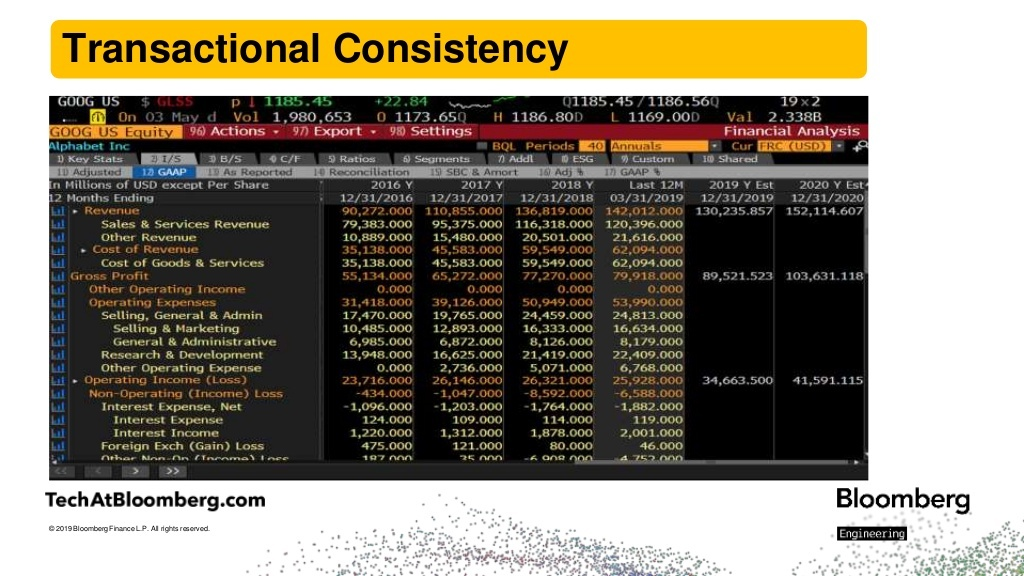 Transactional Consistency
GOOG US $ GLSS p ↓ 1185.45 +22.84 Q1185.45/1186.56Q 19×2
On 03 May d Vol 1,980,653 O 1173.65Q H 1186.80D L 1169.00D Val 2.338B
GOOG US Equity 96) Actions 97) Export 98) Settings Financial Analysis
Alphabet Inc BQL Periods 40 Annuals Cur FRC (USD)
1) Key Stats 2) I/S 3) B/S 4) C/F 5) Ratios 6) Segments 7) Addl 8) ESG 9) Custom 10) Shared
11) Adjusted 12) GAAP 13) As Reported 14) Reconciliation 15) SBC & Amort 16) Adj % 17) GAAP %
In Millions of USD except Per Share 2016 Y 2017 Y 2018 Y Last 12M 2019 Y Est 2020 Y Est
12 Months Ending 12/31/2016 12/31/2017 12/31/2018 03/31/2019 12/31/2019 12/31/2020
Revenue 90,272.000 110,855.000 136,819.000 142,012.000 130,235.857 152,114.607
Sales & Services Revenue 79,383.000 95,375.000 116,318.000 120,396.000
Other Revenue 10,889.000 15,480.000 20,501.000 21,616.000
Cost of Revenue 35,138.000 45,583.000 59,549.000 62,094.000
Cost of Goods & Services 35,138.000 45,583.000 59,549.000 62,094.000
Gross Profit 55,134.000 65,272.000 77,270.000 79,918.000 89,521.523 103,631.118
Other Operating Income 0.000 0.000 0.000 0.000
Operating Expenses 31,418.000 39,126.000 50,949.000 53,990.000
Selling, General & Admin 17,470.000 19,765.000 24,459.000 24,813.000
Selling & Marketing 10,485.000 12,893.000 16,333.000 16,634.000
General & Administrative 6,985.000 6,872.000 8,126.000 8,179.000
Research & Development 13,948.000 16,625.000 21,419.000 22,409.000
Other Operating Expense 0.000 2,736.000 5,071.000 6,768.000
Operating Income (Loss) 23,716.000 26,146.000 26,321.000 25,928.000 34,663.500 41,591.115
Non-Operating (Income) Loss -434.000 -1,047.000 -8,592.000 -6,588.000
Interest Expense, Net -1,096.000 -1,203.000 -1,764.000 -1,882.000
Interest Expense 124.000 109.000 114.000 119.000
Interest Income 1,220.000 1,312.000 1,878.000 2,001.000
Foreign Exch (Gain) Loss 475.000 121.000 80.000 46.000
Other Non-Op (Income) Loss 187.000 35.000 -6,908.000 -4,752.000
<< < > >>
TechAtBloomberg.com
© 2019 Bloomberg Finance L.P. All rights reserved.
Bloomberg
Engineering